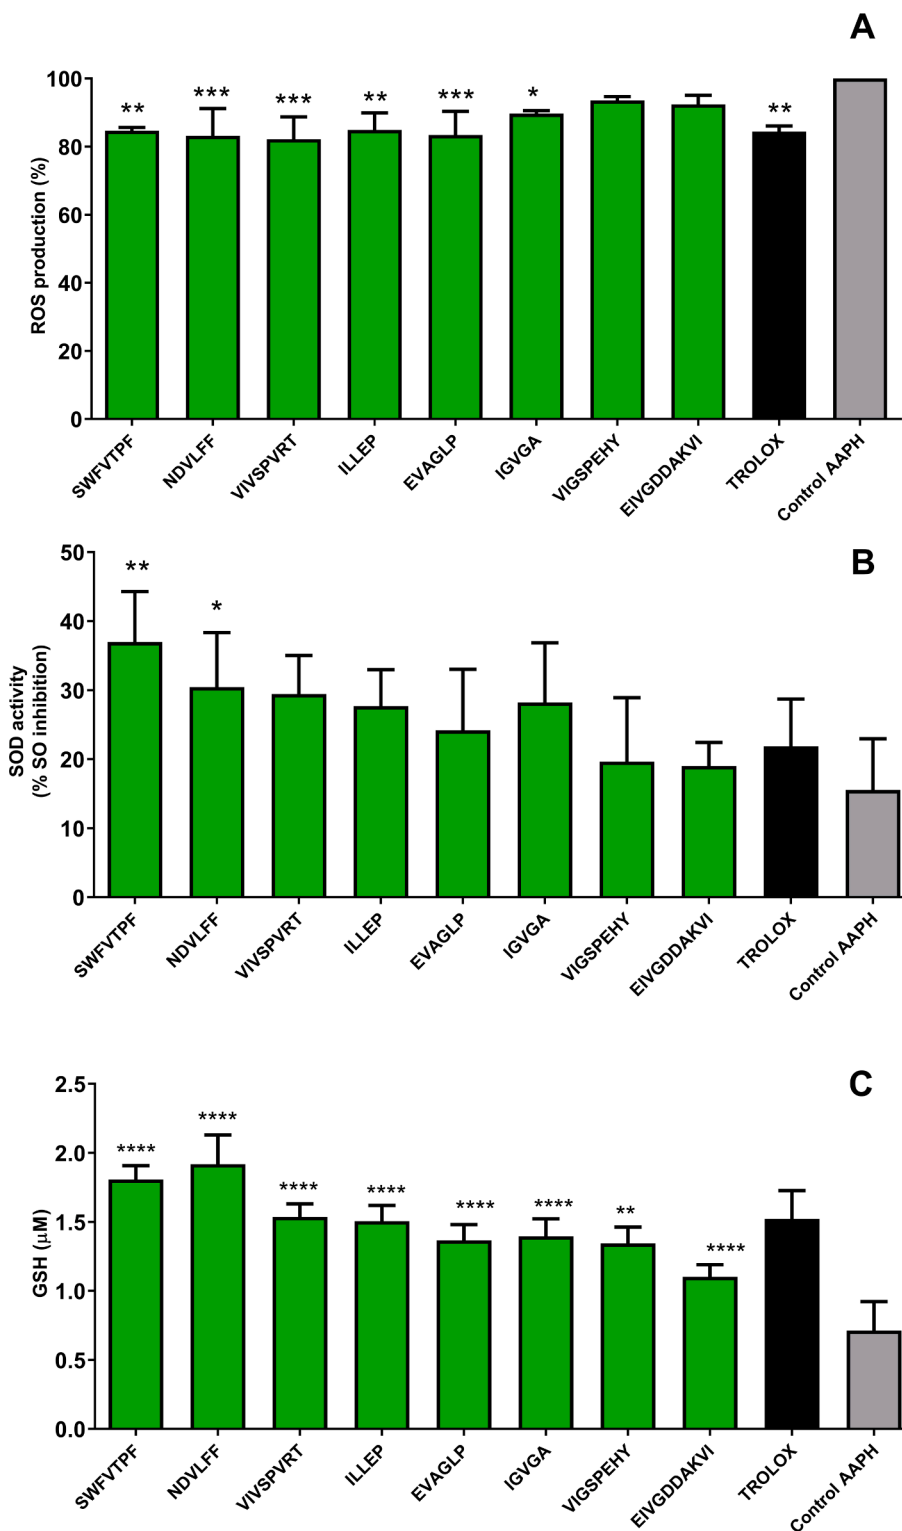 A
100
80
60
40
20
0
ROS production (%)
** *** *** ** *** * **
SWFVTPF
NDVLFF
VIVSPVRT
ILLEP
EVAGLP
IGVGA
VIGSPEHY
EIVGDDAKVI
TROLOX
Control AAPH
B
50
40
30
20
10
0
SOD activity
(% SO inhibition)
** *
SWFVTPF
NDVLFF
VIVSPVRT
ILLEP
EVAGLP
IGVGA
VIGSPEHY
EIVGDDAKVI
TROLOX
Control AAPH
C
2.5
2.0
1.5
1.0
0.5
0.0
GSH (μM)
**** **** **** **** **** **** ** ****
SWFVTPF
NDVLFF
VIVSPVRT
ILLEP
EVAGLP
IGVGA
VIGSPEHY
EIVGDDAKVI
TROLOX
Control AAPH